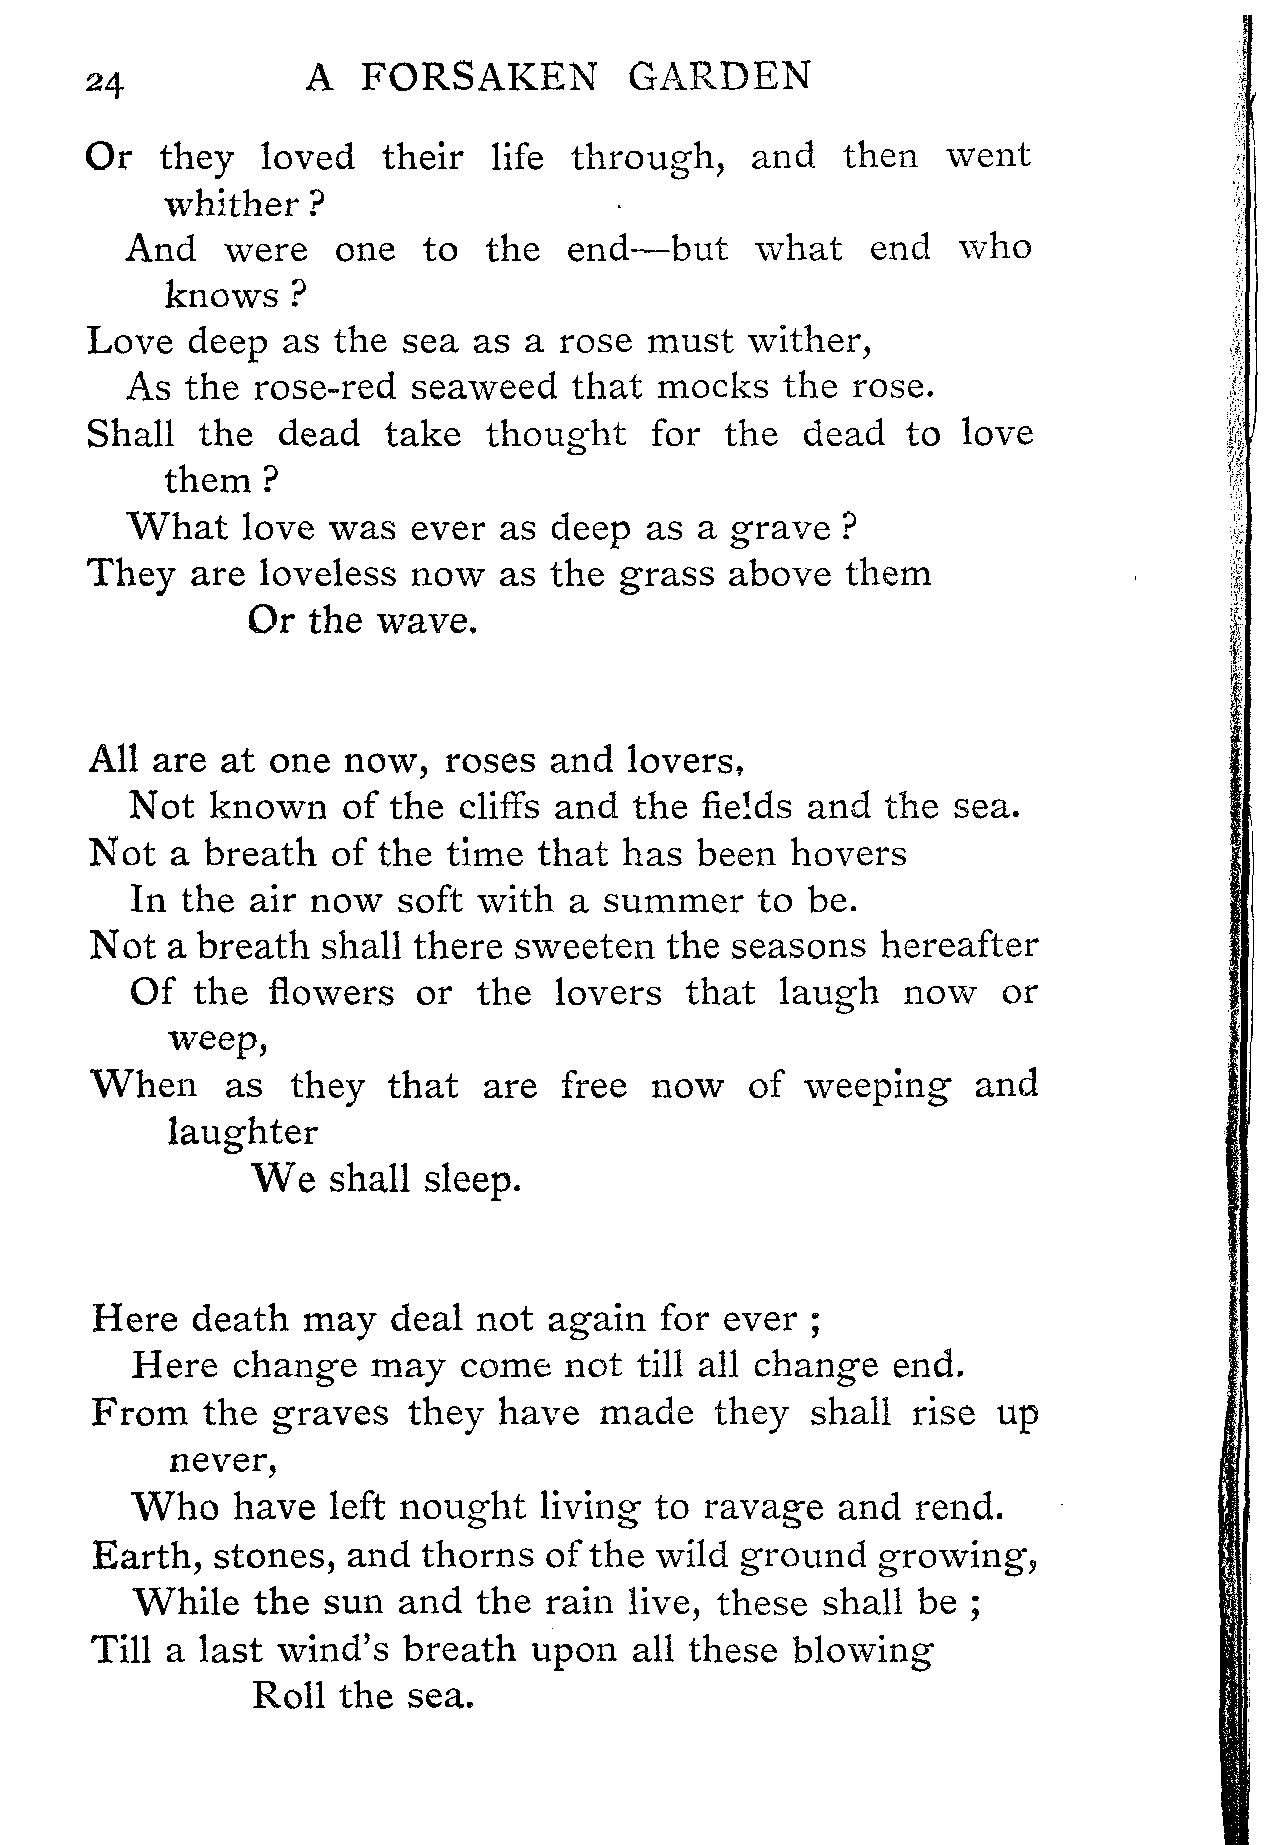 24 A FORSAKEN GARDEN
Or they loved their life through, and then went
whither ?
And were one to the end—but what end who
knows ?
Love deep as the sea as a rose must wither,
As the rose-red seaweed that mocks the rose.
Shall the dead take thought for the dead to love
them ?
What love was ever as deep as a grave ?
They are loveless now as the grass above them
Or the wave.
All are at one now, roses and lovers,
Not known of the cliffs and the fields and the sea.
Not a breath of the time that has been hovers
In the air now soft with a summer to be.
Not a breath shall there sweeten the seasons hereafter
Of the flowers or the lovers that laugh now or
weep,
When as they that are free now of weeping and
laughter
We shall sleep.
Here death may deal not again for ever ;
Here change may come not till all change end.
From the graves they have made they shall rise up
never,
Who have left nought living to ravage and rend.
Earth, stones, and thorns of the wild ground growing,
While the sun and the rain live, these shall be ;
Till a last wind's breath upon all these blowing
Roll the sea.